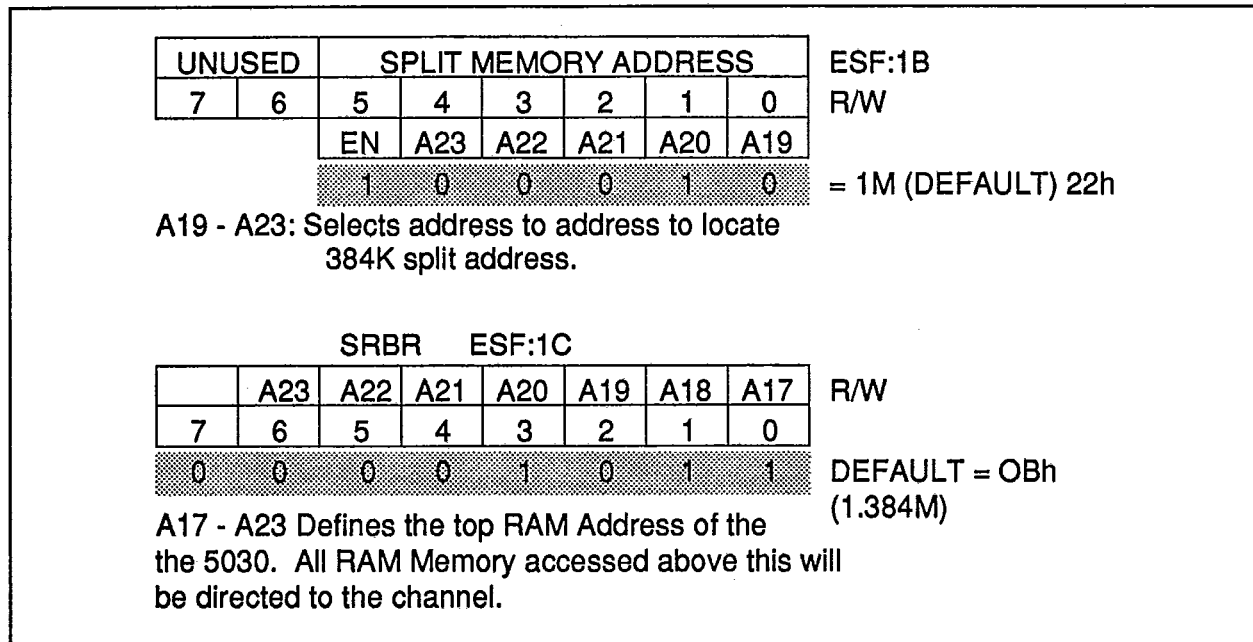 UNUSED SPLIT MEMORY ADDRESS ESF:1B
7 6 5 4 3 2 1 0 R/W
EN A23 A22 A21 A20 A19
1 0 0 0 1 0 = 1M (DEFAULT) 22h
A19 - A23: Selects address to address to locate
384K split address.
SRBR ESF:1C
A23 A22 A21 A20 A19 A18 A17 R/W
7 6 5 4 3 2 1 0
0 0 0 0 1 0 1 1 DEFAULT = OBh
(1.384M)
A17 - A23 Defines the top RAM Address of the
the 5030. All RAM Memory accessed above this will
be directed to the channel.